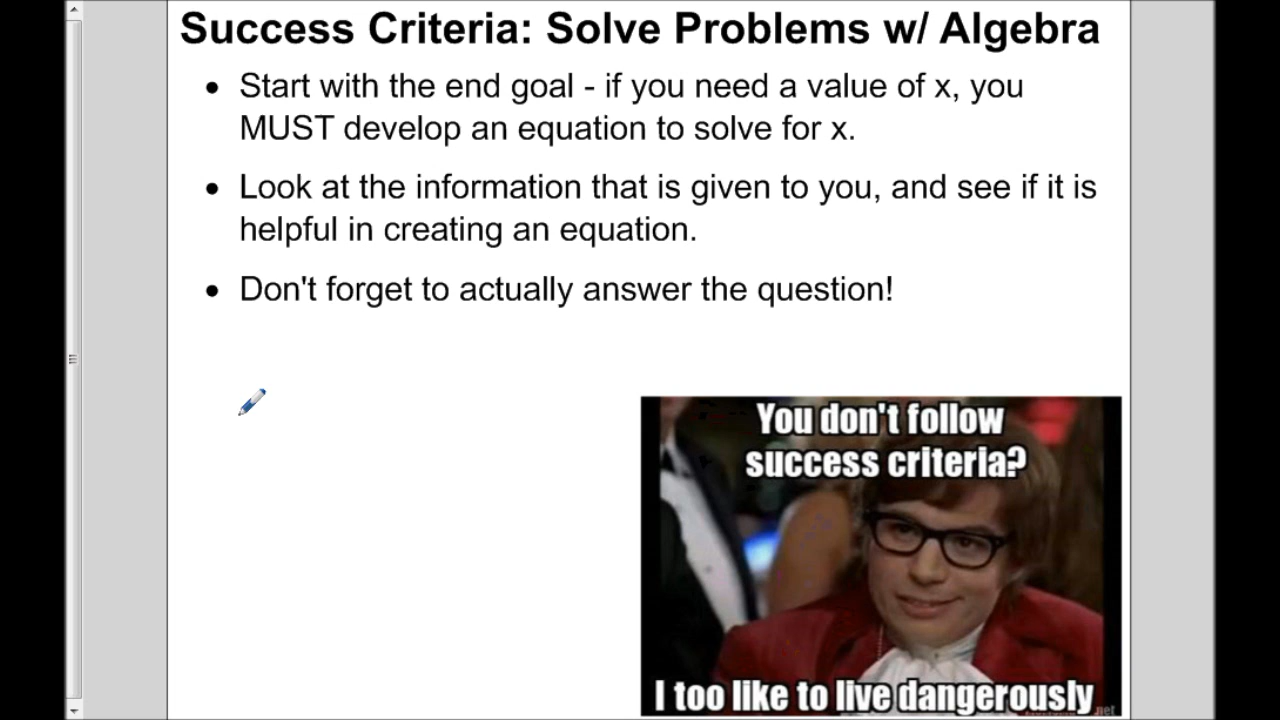 Success Criteria: Solve Problems w/ Algebra
• Start with the end goal - if you need a value of x, you
MUST develop an equation to solve for x.
• Look at the information that is given to you, and see if it is
helpful in creating an equation.
• Don't forget to actually answer the question!
You don't follow
success criteria?
I too like to live dangerously